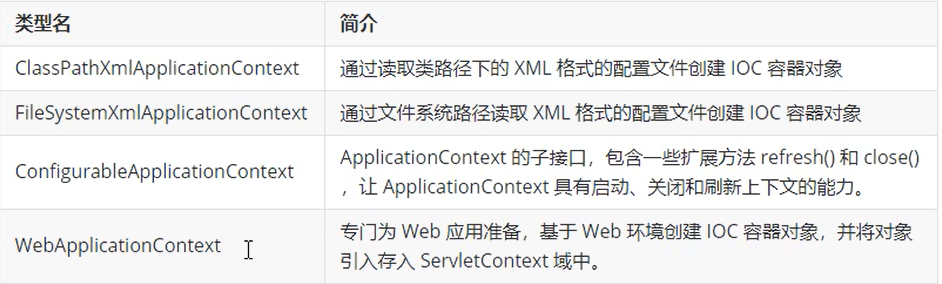 类型名 简介
ClassPathXmlApplicationContext 通过读取类路径下的 XML 格式的配置文件创建 IOC 容器对象
FileSystemXmlApplicationContext 通过文件系统路径读取 XML 格式的配置文件创建 IOC 容器对象
ConfigurableApplicationContext ApplicationContext 的子接口，包含一些扩展方法 refresh() 和 close()
，让 ApplicationContext 具有启动、关闭和刷新上下文的能力。
WebApplicationContext 专门为 Web 应用准备，基于 Web 环境创建 IOC 容器对象，并将对象
引入存入 ServletContext 域中。